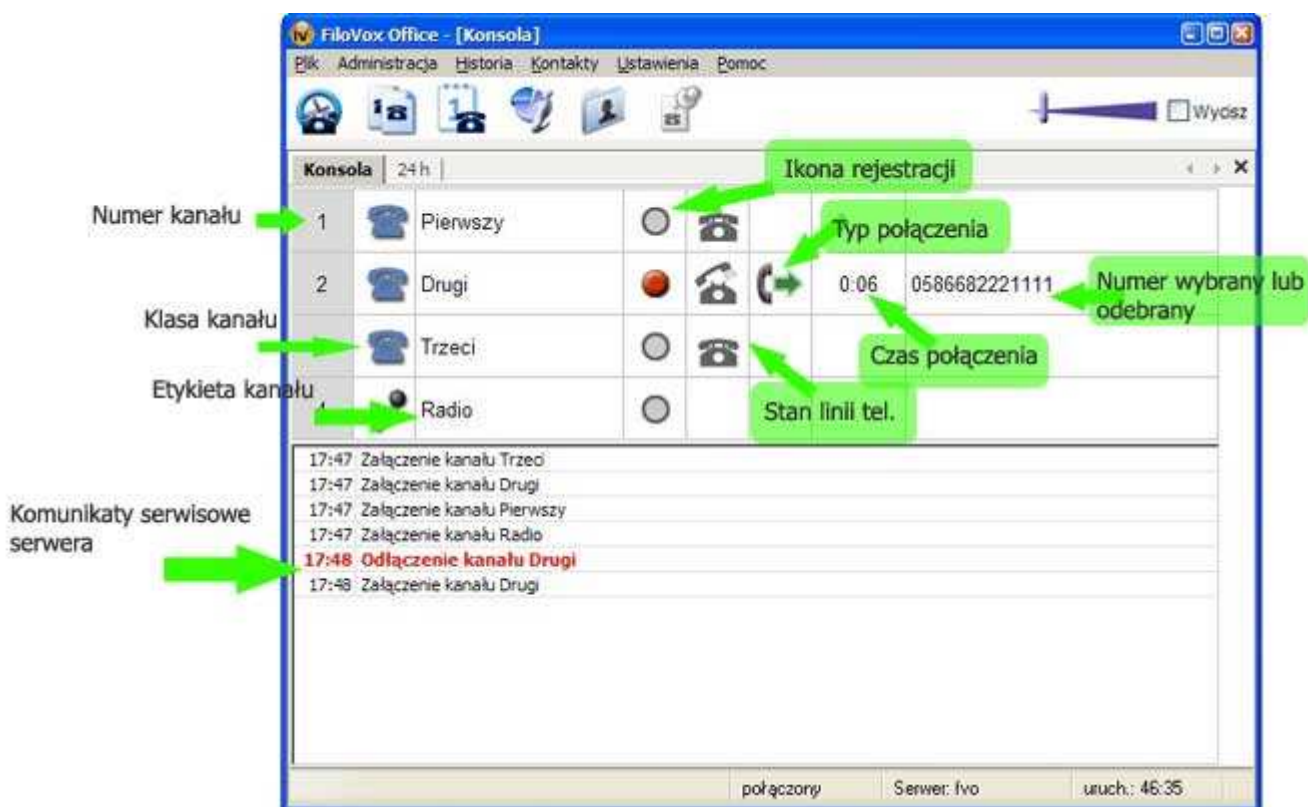 FiloVox Office - [Konsola]
Plik Administracja Historia Kontakty Ustawienia Pomoc
Wycisz
Konsola 24 h
Ikona rejestracji
Numer kanału
1 Pierwszy
Typ połączenia
2 Drugi 0:06 0586682221111
Numer wybrany lub
odebrany
Klasa kanału
Trzeci
Czas połączenia
Etykieta kanału
Radio
Stan linii tel.
17:47 Załączenie kanału Trzeci
17:47 Załączenie kanału Drugi
17:47 Załączenie kanału Pierwszy
17:47 Załączenie kanału Radio
17:48 Odłączenie kanału Drugi
17:48 Załączenie kanału Drugi
Komunikaty serwisowe
serwera
połączony Serwer: fvo uruch.: 46:35